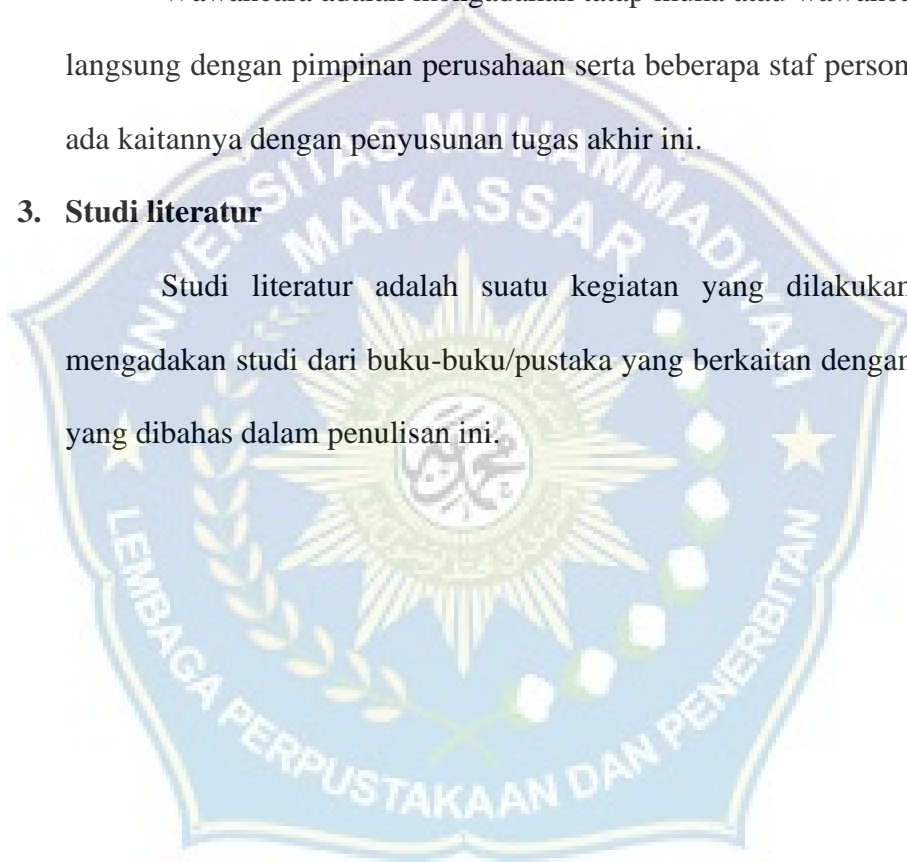 langsung dengan pimpinan perusahaan serta beberapa staf person
ada kaitannya dengan penyusunan tugas akhir ini.
3. Studi literatur
Studi literatur adalah suatu kegiatan yang dilakukan
mengadakan studi dari buku-buku/pustaka yang berkaitan dengan
yang dibahas dalam penulisan ini.
UNIVERSITAS MUHAMMADIYAH
MAKASSAR
LEMBAGA PERPUSTAKAAN DAN PENERBITAN